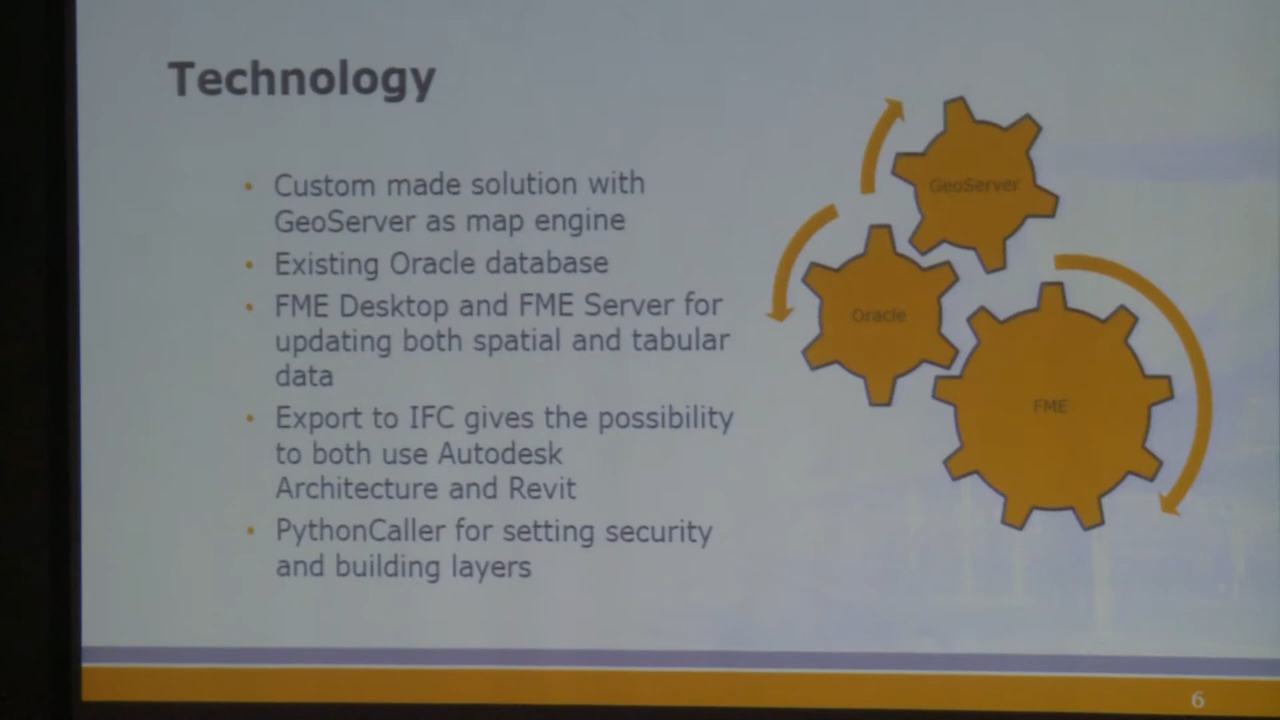 Technology
• Custom made solution with
GeoServer as map engine
• Existing Oracle database
• FME Desktop and FME Server for
updating both spatial and tabular
data
• Export to IFC gives the possibility
to both use Autodesk
Architecture and Revit
• PythonCaller for setting security
and building layers
GeoServer
Oracle
FME
6